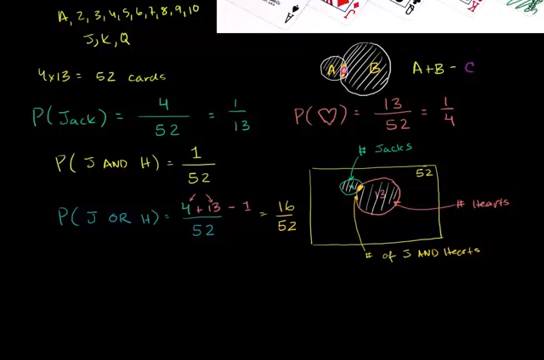 A, 2, 3, 4, 5, 6, 7, 8, 9, 10
J, K, Q
4x13 = 52 cards
A B A+B - C
P(Jack) = 4/52 = 1/13
P(♡) = 13/52 = 1/4
# Jacks
P(J AND H) = 1/52
52
13
# Hearts
P(J OR H) = 4+13-1/52 = 16/52
# of J AND Hearts